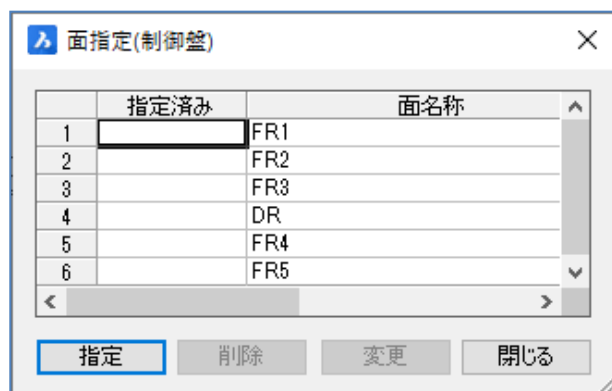 面指定(制御盤)
指定済み 面名称
1 FR1
2 FR2
3 FR3
4 DR
5 FR4
6 FR5
指定 削除 変更 閉じる